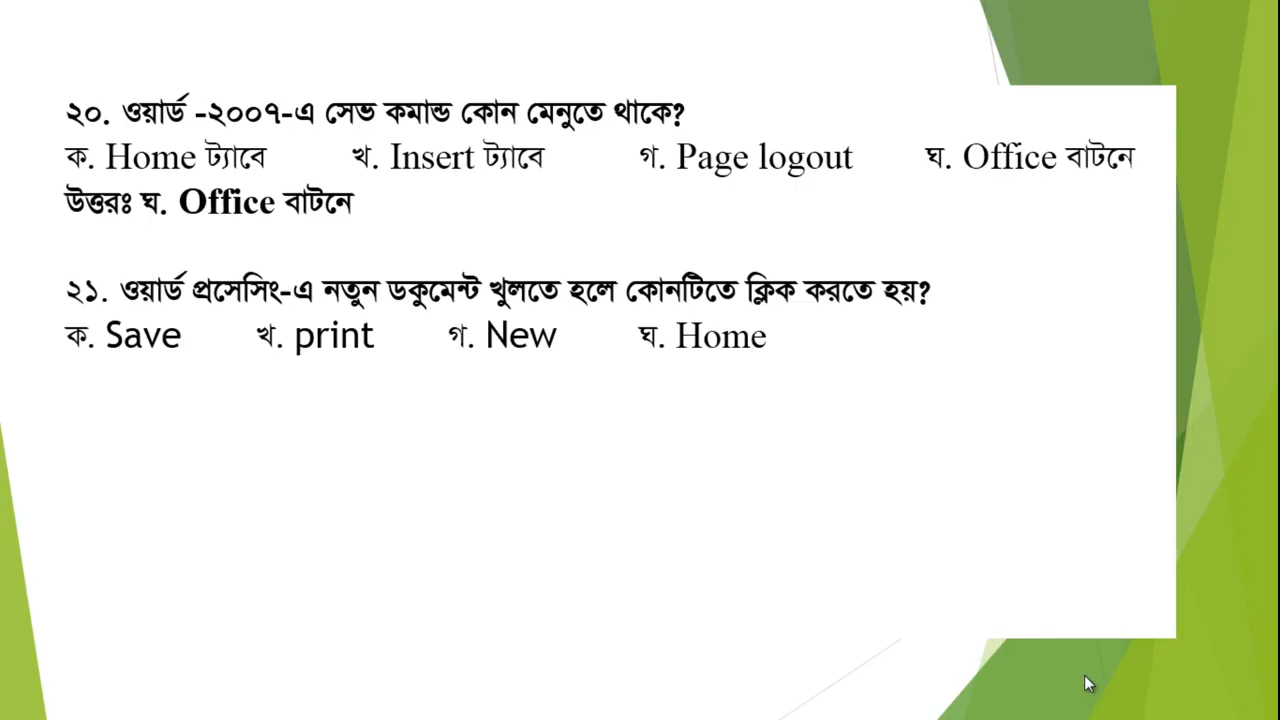 ২০. ওয়ার্ড -২০০৭-এ সেভ কমান্ড কোন মেনুতে থাকে?
ক. Home ট্যাবে খ. Insert ট্যাবে গ. Page logout ঘ. Office বাটনে
উত্তরঃ ঘ. Office বাটনে
২১. ওয়ার্ড প্রসেসিং-এ নতুন ডকুমেন্ট খুলতে হলে কোনটিতে ক্লিক করতে হয়?
ক. Save খ. print গ. New ঘ. Home